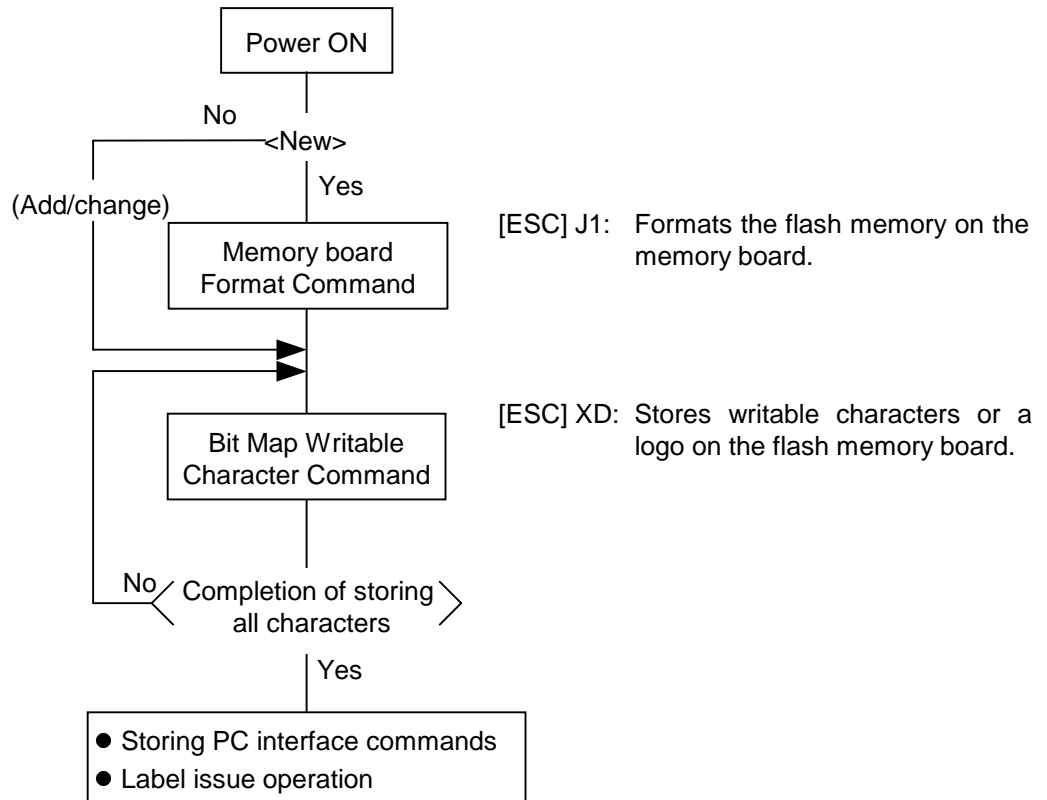 Power ON
No
<New>
Yes
(Add/change)
[ESC] J1: Formats the flash memory on the
memory board.
Memory board
Format Command
[ESC] XD: Stores writable characters or a
logo on the flash memory board.
Bit Map Writable
Character Command
No
Completion of storing
all characters
Yes
● Storing PC interface commands
● Label issue operation